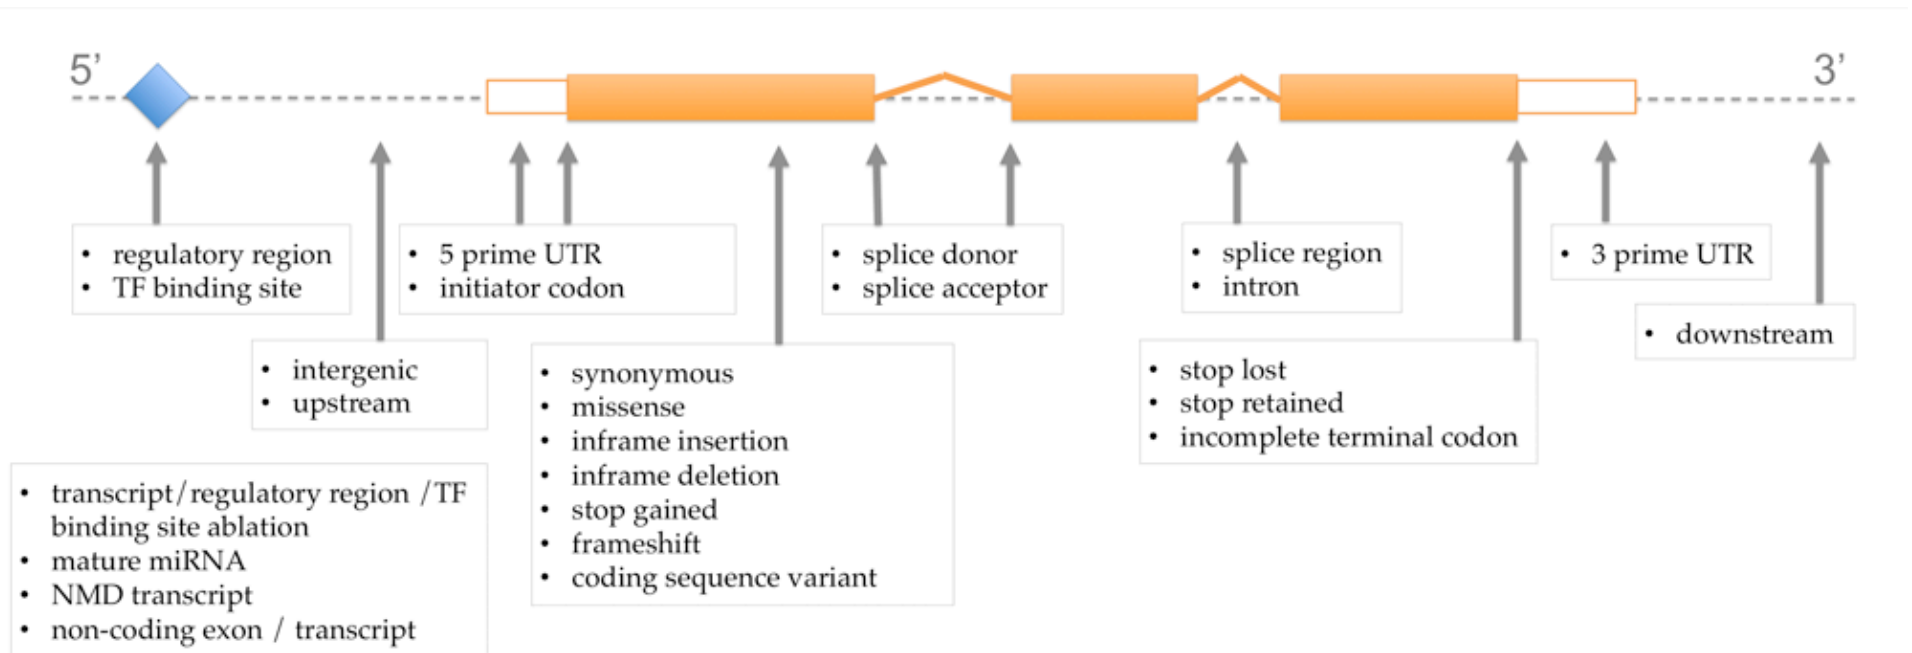 5’
3’
• regulatory region
• TF binding site
• intergenic
• upstream
• 5 prime UTR
• initiator codon
• synonymous
• missense
• inframe insertion
• inframe deletion
• stop gained
• frameshift
• coding sequence variant
• splice donor
• splice acceptor
• splice region
• intron
• stop lost
• stop retained
• incomplete terminal codon
• 3 prime UTR
• downstream
• transcript/regulatory region /TF
binding site ablation
• mature miRNA
• NMD transcript
• non-coding exon / transcript